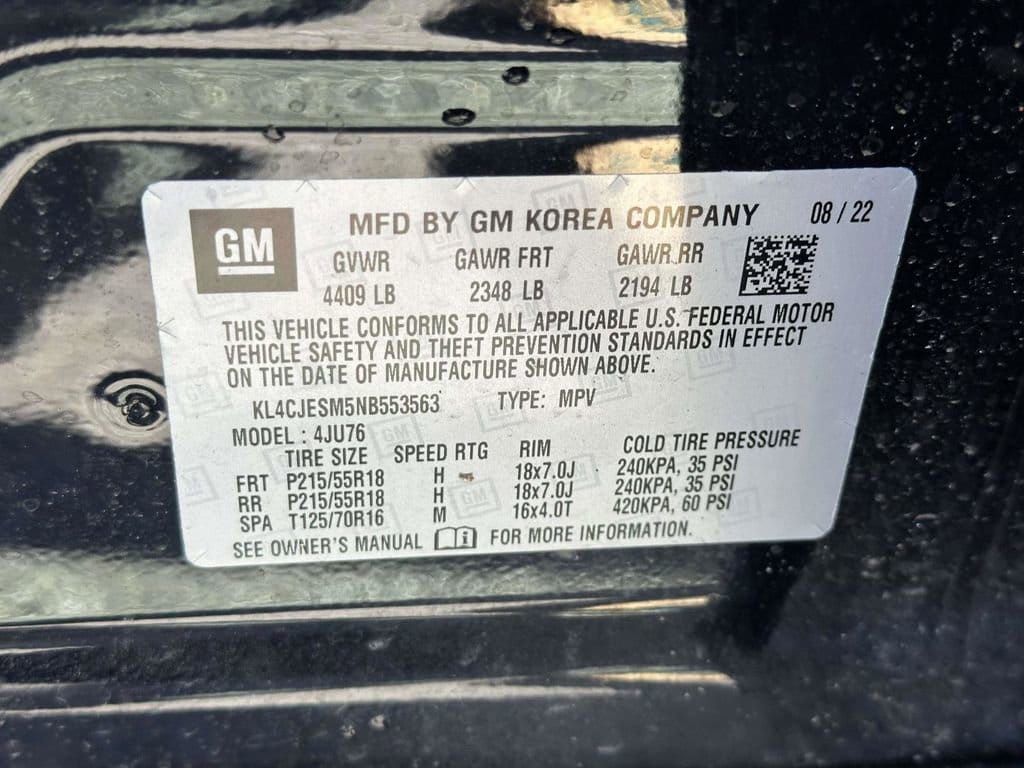 GM
MFD BY GM KOREA COMPANY 08 / 22
GVWR GAWR FRT GAWR RR
4409 LB 2348 LB 2194 LB
THIS VEHICLE CONFORMS TO ALL APPLICABLE U.S. FEDERAL MOTOR
VEHICLE SAFETY AND THEFT PREVENTION STANDARDS IN EFFECT
ON THE DATE OF MANUFACTURE SHOWN ABOVE.
KL4CJESM5NB553563 TYPE: MPV
MODEL : 4JU76
TIRE SIZE SPEED RTG RIM COLD TIRE PRESSURE
FRT P215/55R18 H 18x7.0J 240KPA, 35 PSI
RR P215/55R18 H 18x7.0J 240KPA, 35 PSI
SPA T125/70R16 M 16x4.0T 420KPA, 60 PSI
SEE OWNER'S MANUAL FOR MORE INFORMATION.